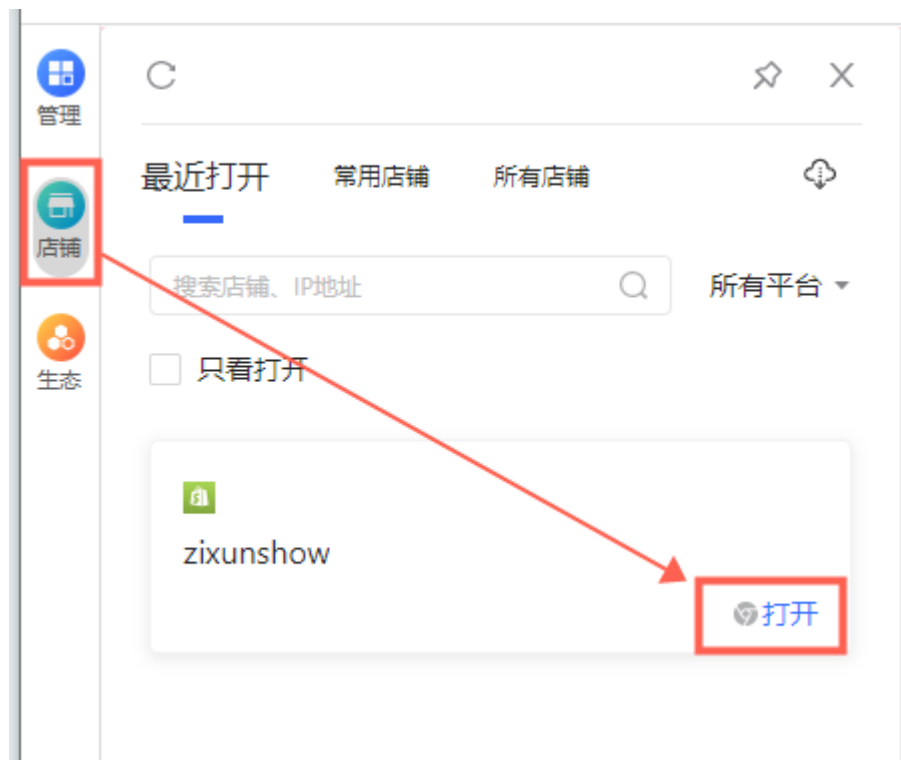 管理
最近打开 常用店铺 所有店铺
店铺
搜索店铺、IP地址 所有平台
只看打开
生态
zixunshow
打开